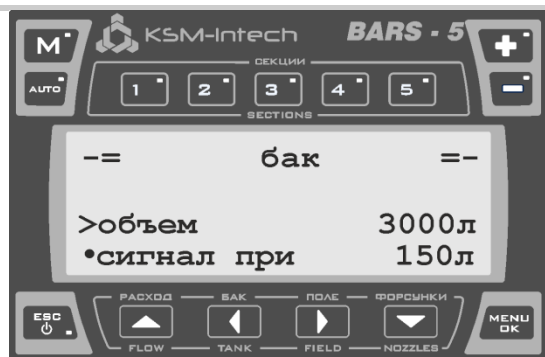 M KSM-Intech BARS - 5 +
AUTO СЕКЦИИ -
1 2 3 4 5
SECTIONS
-= бак =-
>объем 3000л
•сигнал при 150л
ESC РАСХОД БАК ПОЛЕ ФОРСУНКИ MENU OK
FLOW TANK FIELD NOZZLES